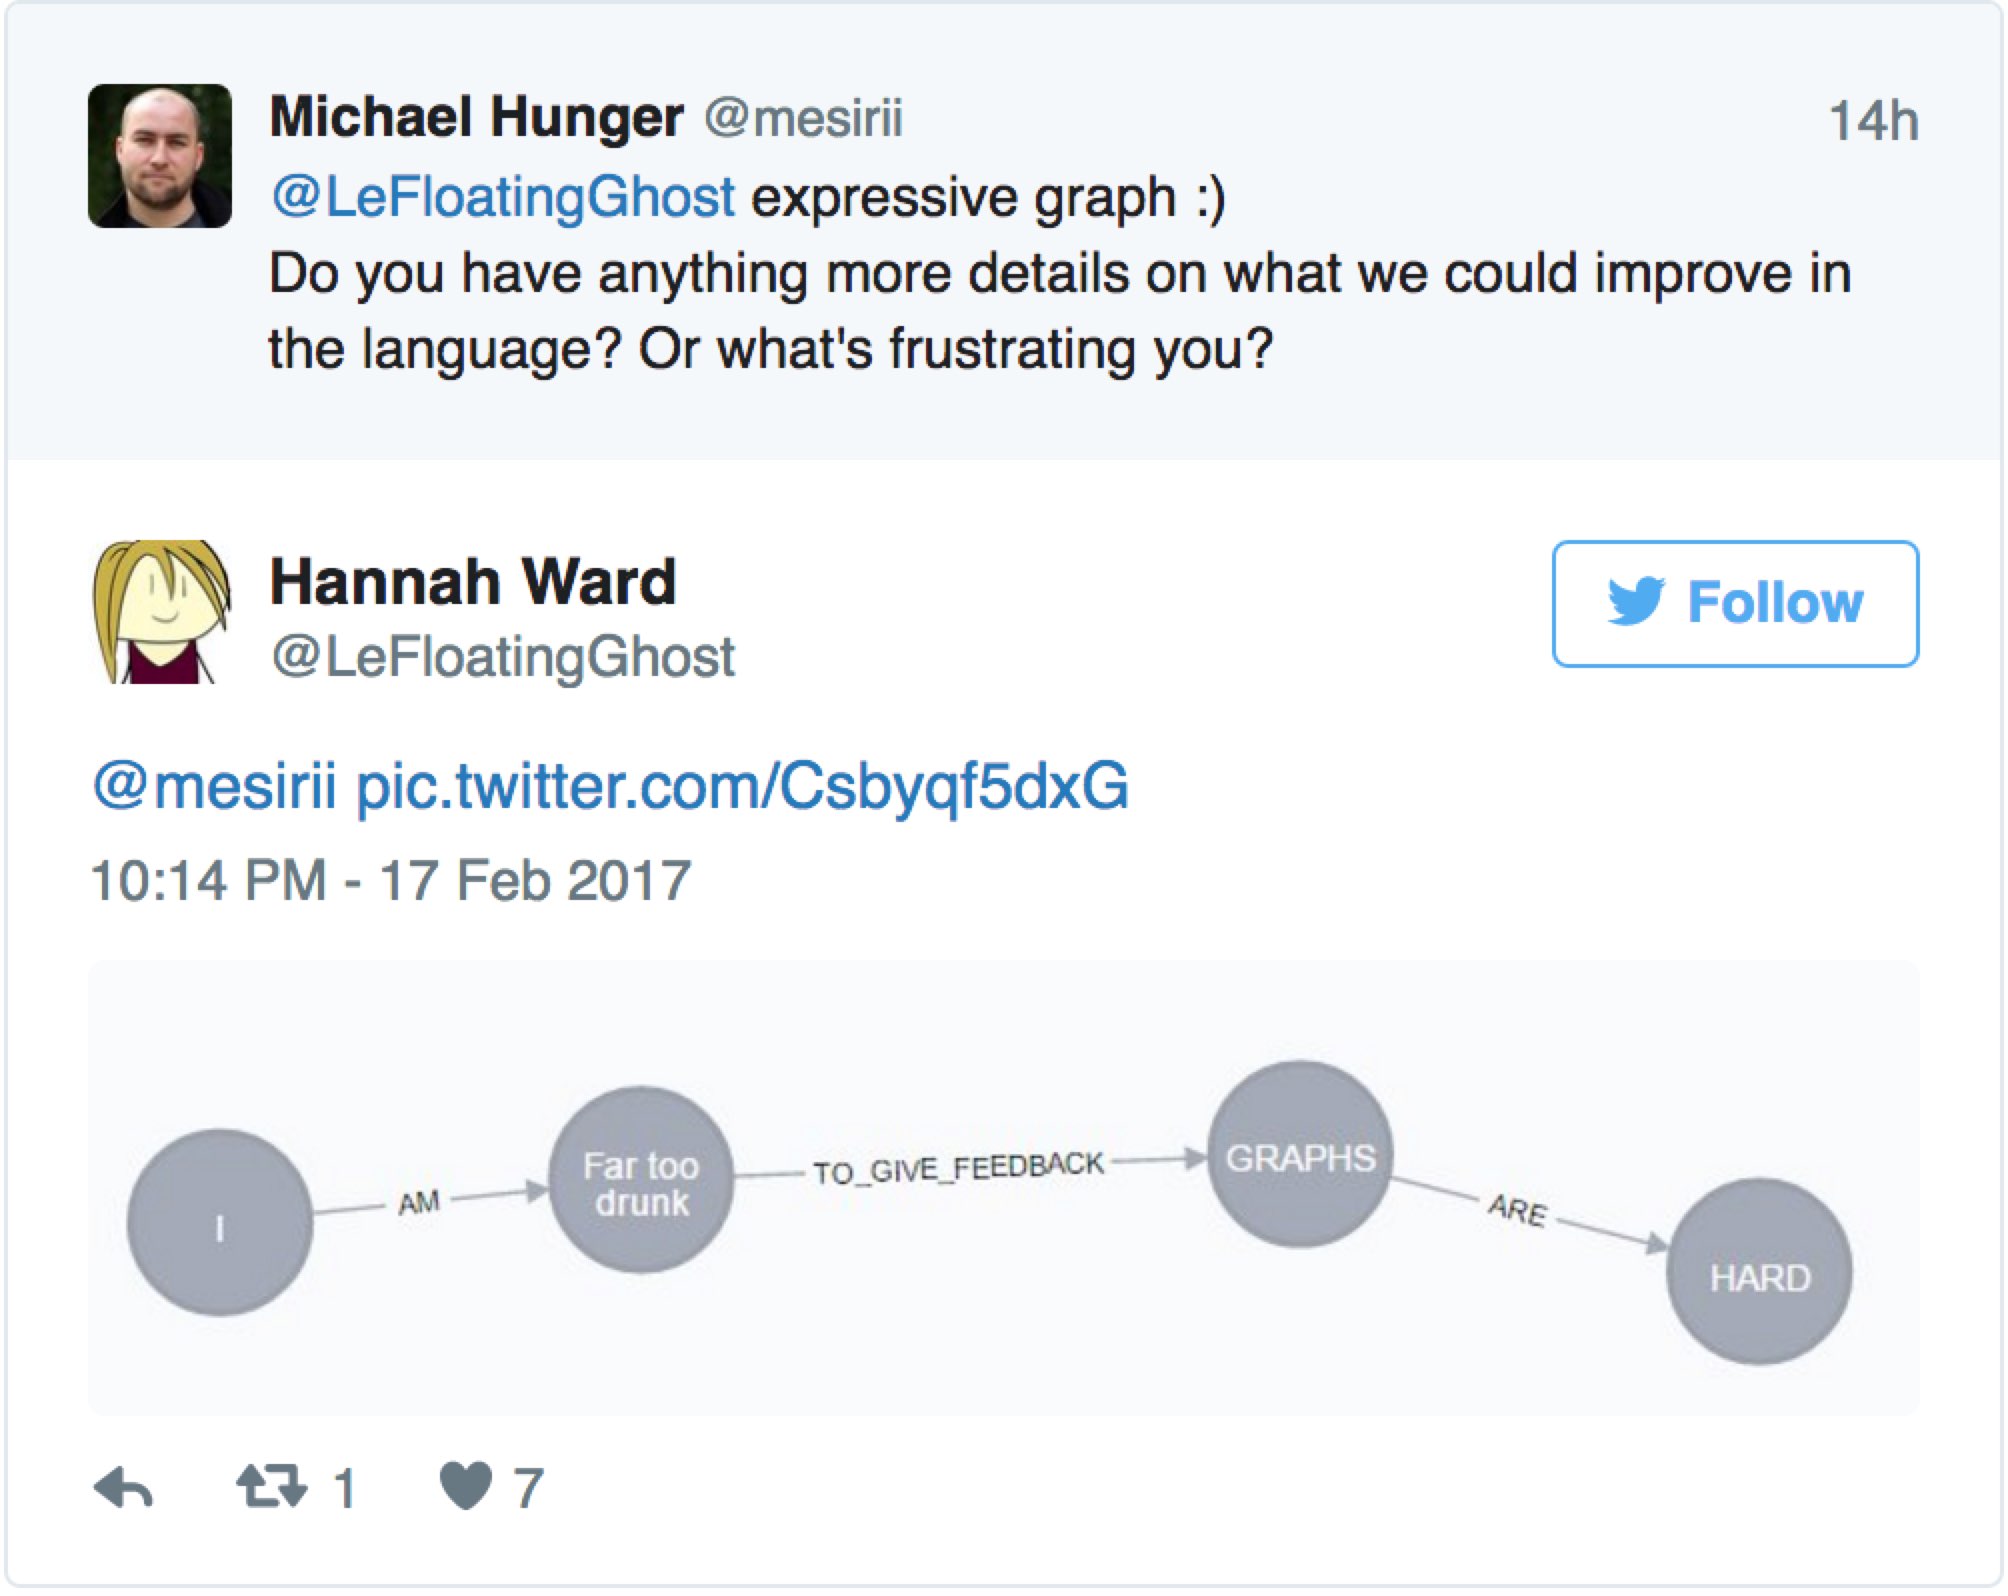 Michael Hunger @mesirii 14h
@LeFloatingGhost expressive graph :)
Do you have anything more details on what we could improve in
the language? Or what's frustrating you?
Hannah Ward
@LeFloatingGhost
Follow
@mesirii pic.twitter.com/Csbyqf5dxG
10:14 PM - 17 Feb 2017
I
AM
Far too
drunk
TO_GIVE_FEEDBACK
GRAPHS
ARE
HARD
1 7